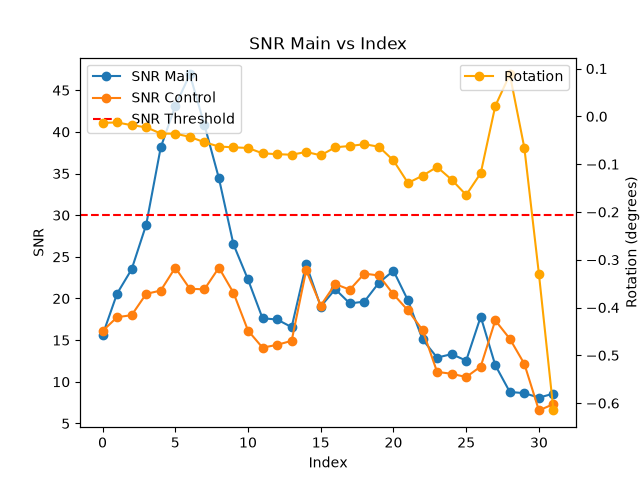 SNR Main vs Index
SNR Main
SNR Control
SNR Threshold
Rotation
45
40
35
30
25
20
15
10
5
SNR
0.1
0.0
−0.1
−0.2
−0.3
−0.4
−0.5
−0.6
Rotation (degrees)
0 5 10 15 20 25 30
Index